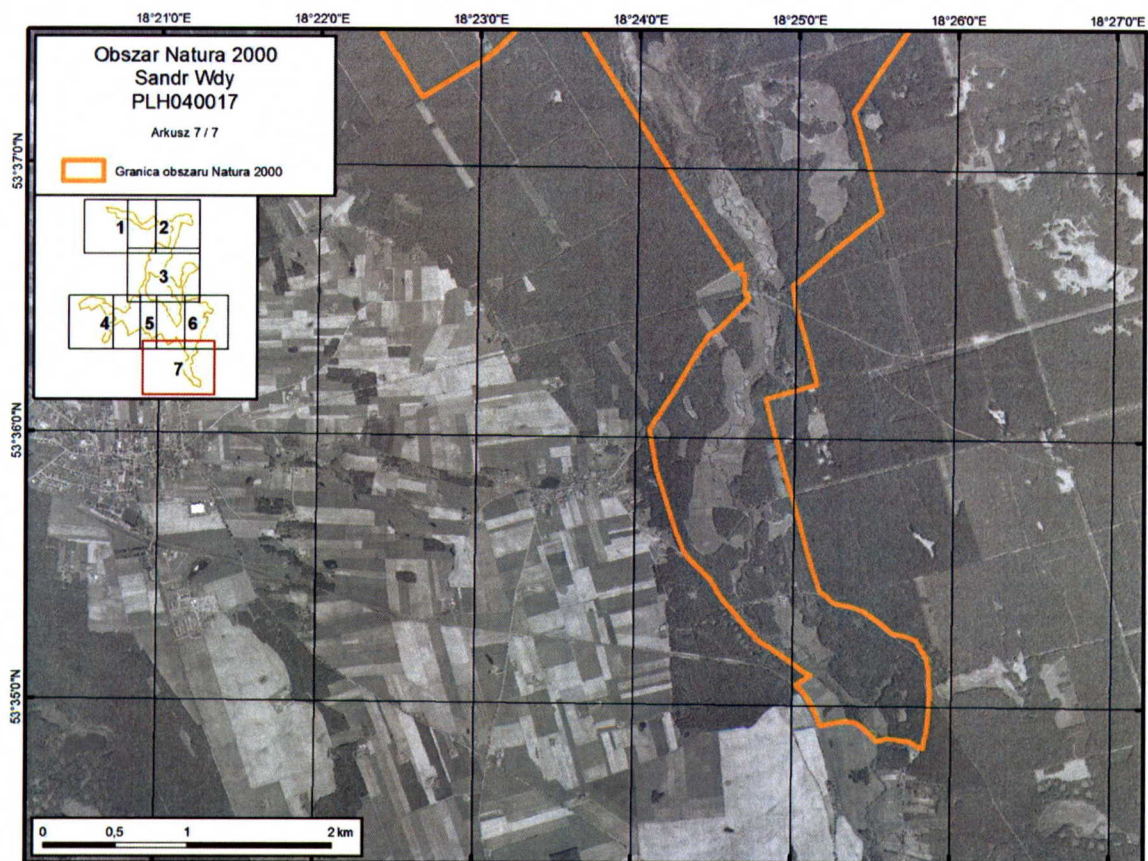 18°21'0"E 18°22'0"E 18°23'0"E 18°24'0"E 18°25'0"E 18°26'0"E 18°27'0"E
Obszar Natura 2000
Sandr Wdy
PLH040017
Arkusz 7 / 7
Granica obszaru Natura 2000
53°37'0"N
1 2
3
4 5 6
7
53°36'0"N
53°35'0"N
0 0,5 1 2 km